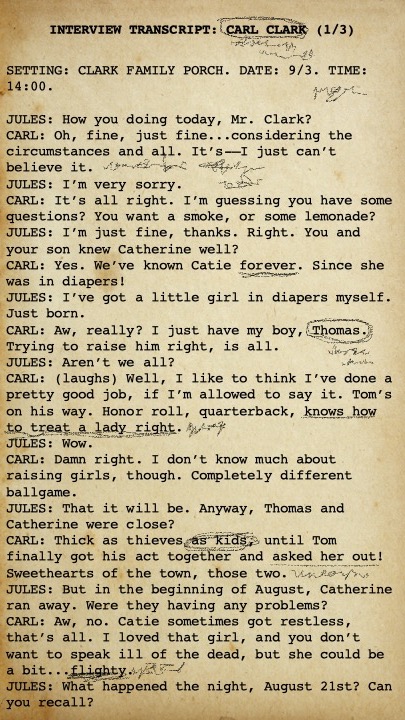 INTERVIEW TRANSCRIPT: CARL CLARK (1/3)
SETTING: CLARK FAMILY PORCH. DATE: 9/3. TIME:
14:00.
JULES: How you doing today, Mr. Clark?
CARL: Oh, fine, just fine...considering the
circumstances and all. It's——I just can't
believe it.
JULES: I'm very sorry.
CARL: It's all right. I'm guessing you have some
questions? You want a smoke, or some lemonade?
JULES: I'm just fine, thanks. Right. You and
your son knew Catherine well?
CARL: Yes. We've known Catie forever. Since she
was in diapers!
JULES: I've got a little girl in diapers myself.
Just born.
CARL: Aw, really? I just have my boy, Thomas.
Trying to raise him right, is all.
JULES: Aren't we all?
CARL: (laughs) Well, I like to think I've done a
pretty good job, if I'm allowed to say it. Tom's
on his way. Honor roll, quarterback, knows how
to treat a lady right.
JULES: Wow.
CARL: Damn right. I don't know much about
raising girls, though. Completely different
ballgame.
JULES: That it will be. Anyway, Thomas and
Catherine were close?
CARL: Thick as thieves as kids, until Tom
finally got his act together and asked her out!
Sweethearts of the town, those two.
JULES: But in the beginning of August, Catherine
ran away. Were they having any problems?
CARL: Aw, no. Catie sometimes got restless,
that's all. I loved that girl, and you don't
want to speak ill of the dead, but she could be
a bit...flighty.
JULES: What happened the night, August 21st? Can
you recall?